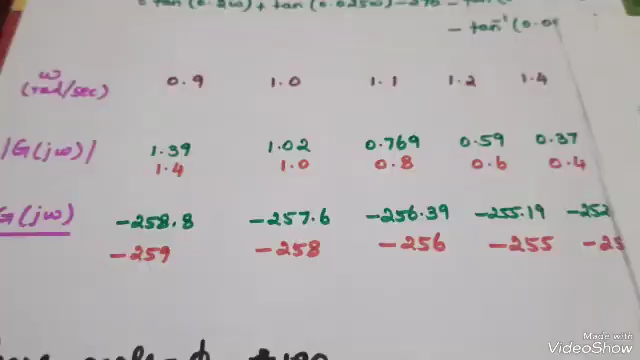 tan(0.2ω) + tan(0.025ω) - 270 -
- tan⁻¹(0.0
ω (rad/sec) 0.9 1.0 1.1 1.2 1.4
|G(jω)| 1.39 1.02 0.769 0.59 0.37
1.4 1.0 0.8 0.6 0.4
G(jω) -258.8 -257.6 -256.39 -255.19 -252
-259 -258 -256 -255 -25
Made with
VideoShow